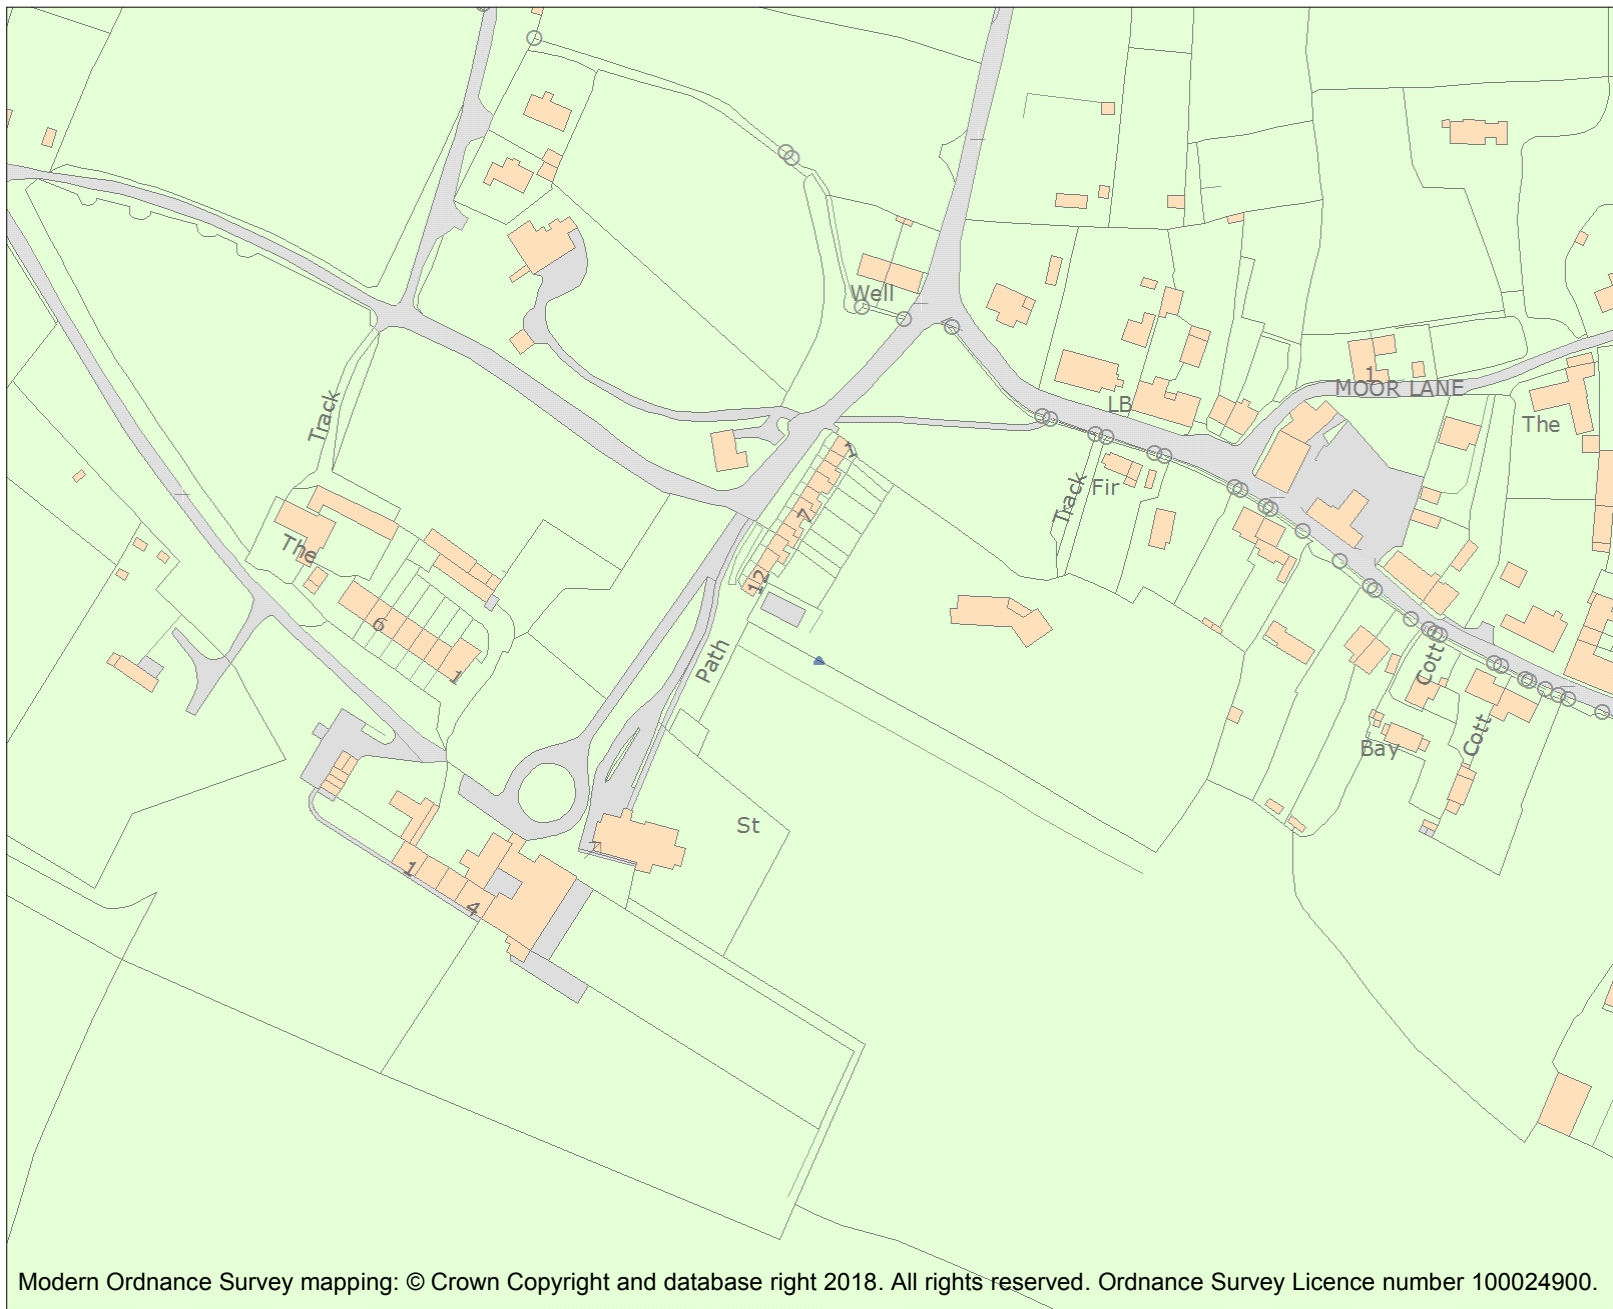 Well
1
MOOR LANE
LB
Track
The
1
Fir
Track
7
The
12
6
Path
Cott
1
Cott
Bay
St
1
4
Modern Ordnance Survey mapping: © Crown Copyright and database right 2018. All rights reserved. Ordnance Survey Licence number 100024900.